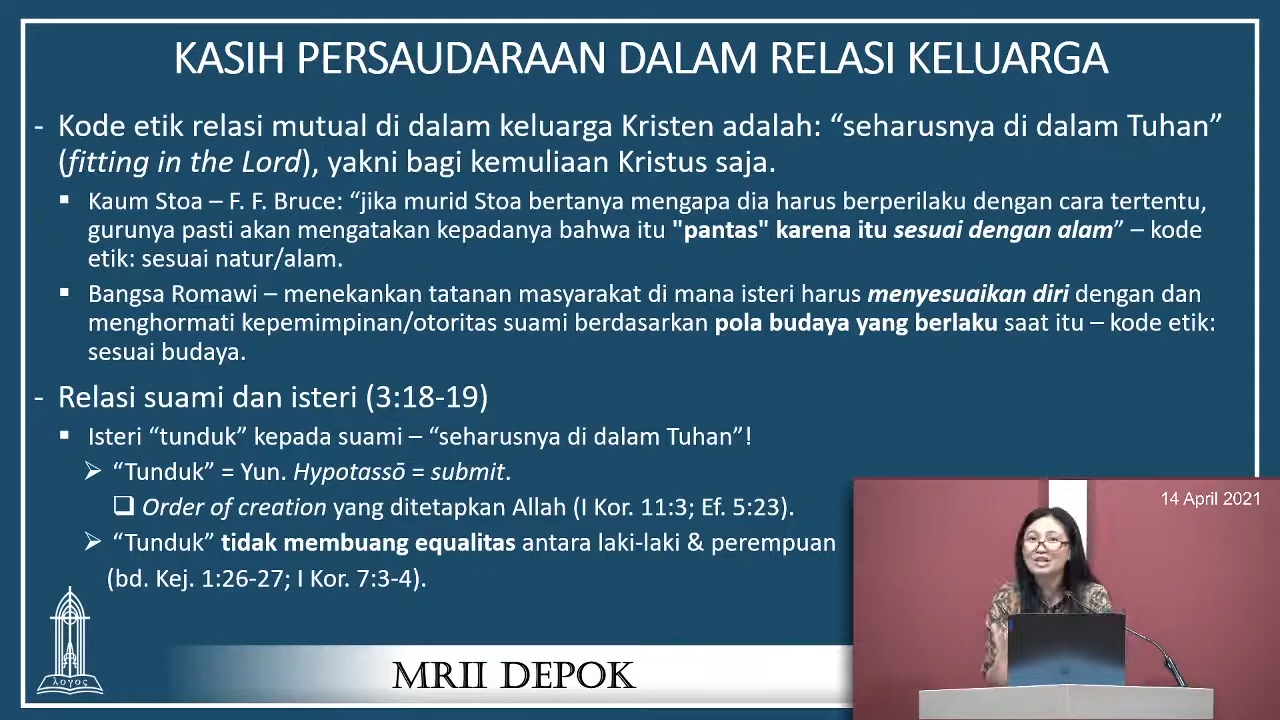 KASIH PERSAUDARAAN DALAM RELASI KELUARGA
- Kode etik relasi mutual di dalam keluarga Kristen adalah: “seharusnya di dalam Tuhan”
(fitting in the Lord), yakni bagi kemuliaan Kristus saja.
▪ Kaum Stoa – F. F. Bruce: “jika murid Stoa bertanya mengapa dia harus berperilaku dengan cara tertentu,
gurunya pasti akan mengatakan kepadanya bahwa itu "pantas" karena itu sesuai dengan alam” – kode
etik: sesuai natur/alam.
▪ Bangsa Romawi – menekankan tatanan masyarakat di mana isteri harus menyesuaikan diri dengan dan
menghormati kepemimpinan/otoritas suami berdasarkan pola budaya yang berlaku saat itu – kode etik:
sesuai budaya.
- Relasi suami dan isteri (3:18-19)
▪ Isteri “tunduk” kepada suami – “seharusnya di dalam Tuhan”!
➢ “Tunduk” = Yun. Hypotassō = submit.
❑ Order of creation yang ditetapkan Allah (I Kor. 11:3; Ef. 5:23).
➢ “Tunduk” tidak membuang equalitas antara laki-laki & perempuan
(bd. Kej. 1:26-27; I Kor. 7:3-4).
14 April 2021
λογος
MRII DEPOK